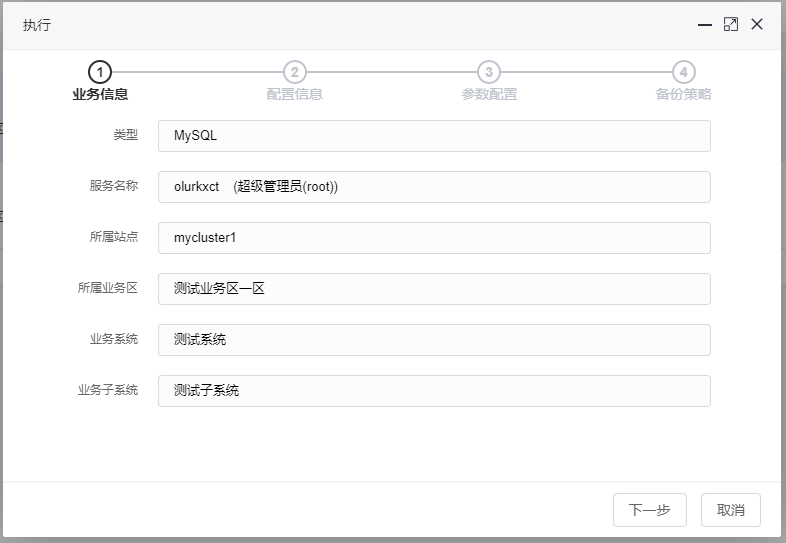 执行
1 2 3 4
业务信息 配置信息 参数配置 备份策略
类型 MySQL
服务名称 olurkxct (超级管理员(root))
所属站点 mycluster1
所属业务区 测试业务区一区
业务系统 测试系统
业务子系统 测试子系统
下一步 取消